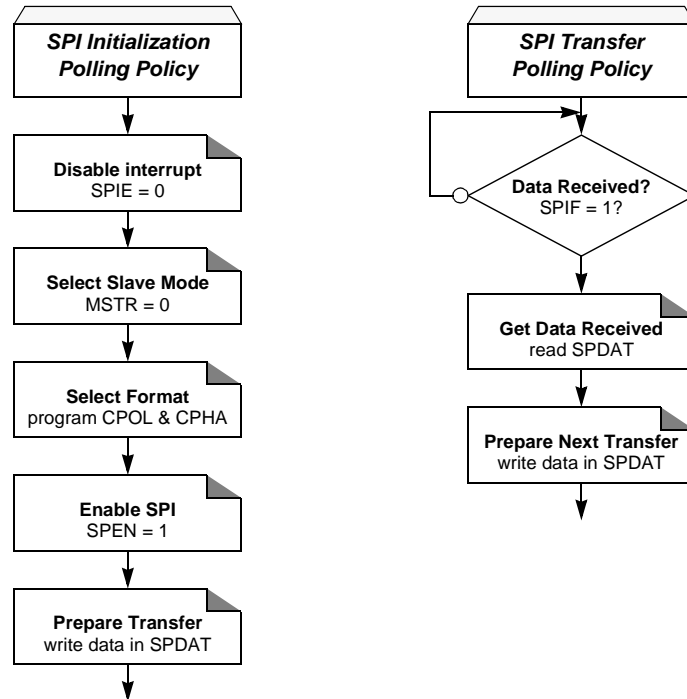 SPI Initialization
Polling Policy
Disable interrupt
SPIE = 0
Select Slave Mode
MSTR = 0
Select Format
program CPOL & CPHA
Enable SPI
SPEN = 1
Prepare Transfer
write data in SPDAT
SPI Transfer
Polling Policy
Data Received?
SPIF = 1?
Get Data Received
read SPDAT
Prepare Next Transfer
write data in SPDAT